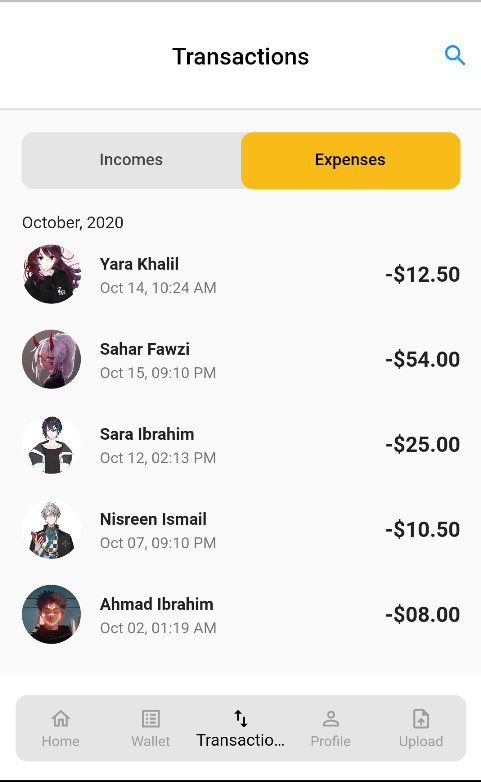 Transactions
Incomes Expenses
October, 2020
Yara Khalil
-$12.50
Oct 14, 10:24 AM
Sahar Fawzi
-$54.00
Oct 15, 09:10 PM
Sara Ibrahim
-$25.00
Oct 12, 02:13 PM
Nisreen Ismail
-$10.50
Oct 07, 09:10 PM
Ahmad Ibrahim
-$08.00
Oct 02, 01:19 AM
Home Wallet Transactio... Profile Upload